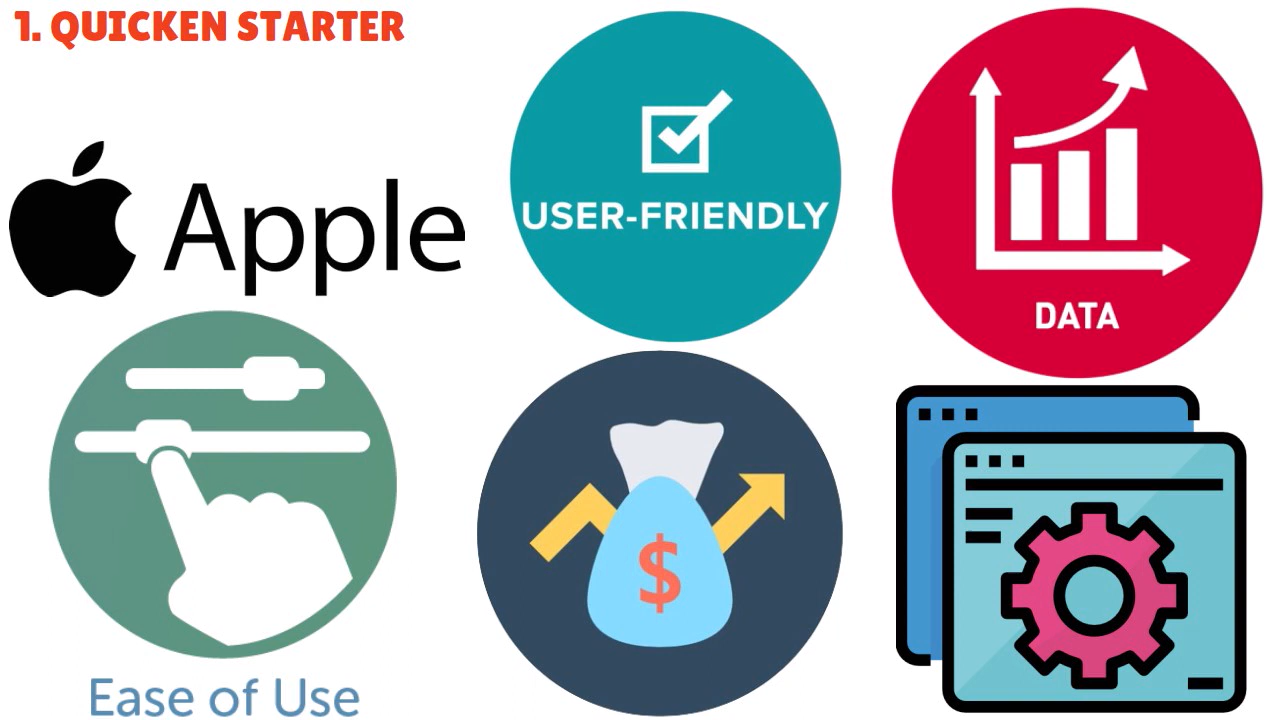 1. QUICKEN STARTER
Apple
USER-FRIENDLY
DATA
$
Ease of Use